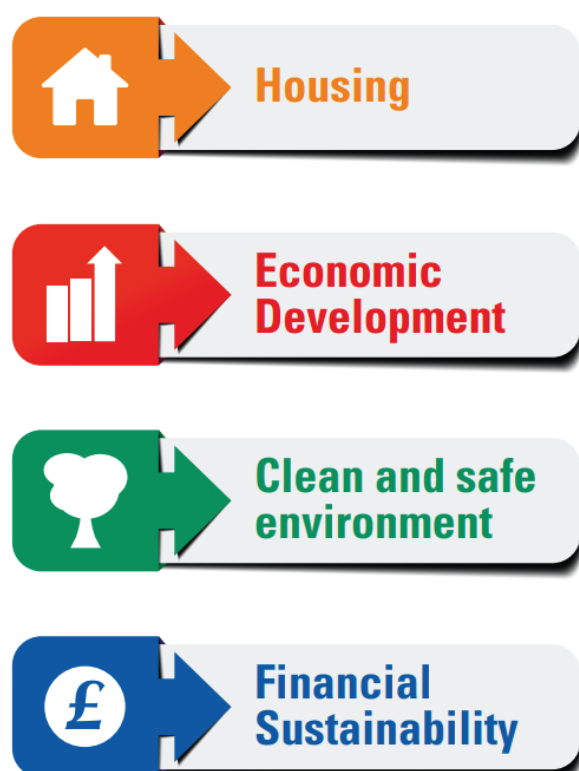 Housing
Economic
Development
Clean and safe
environment
£
Financial
Sustainability